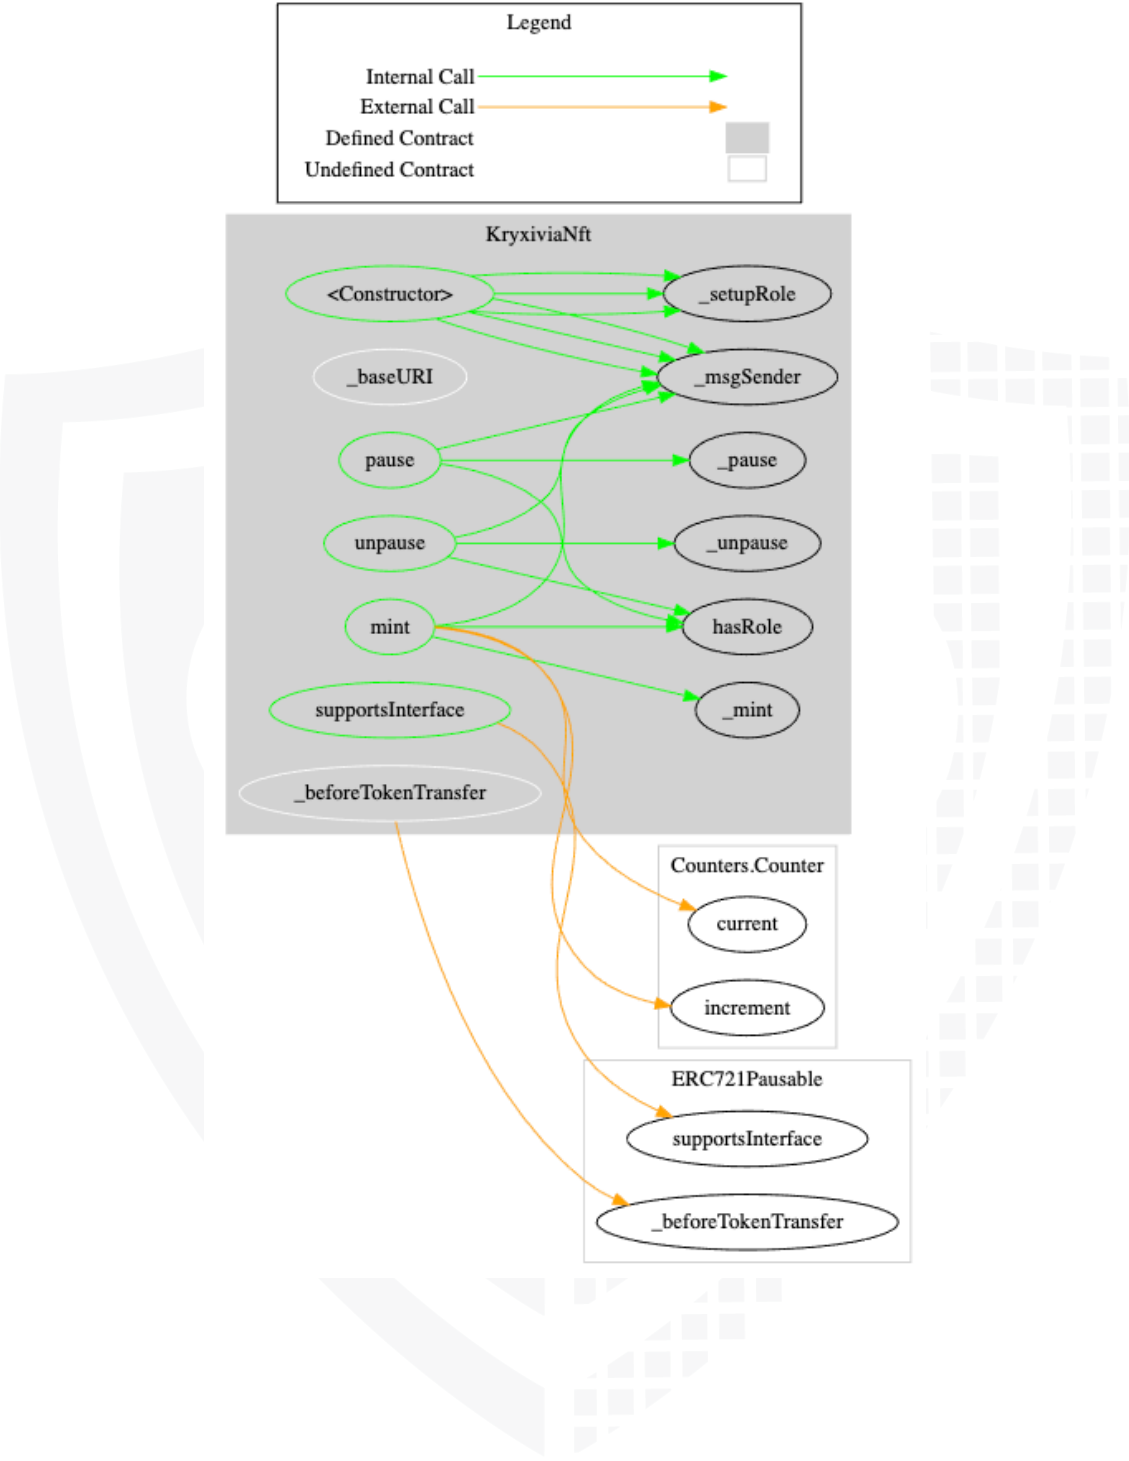 Legend
Internal Call
External Call
Defined Contract
Undefined Contract
KryxiviaNft
<Constructor>
_setupRole
_baseURI
_msgSender
pause
_pause
unpause
_unpause
mint
hasRole
supportsInterface
_mint
_beforeTokenTransfer
Counters.Counter
current
increment
ERC721Pausable
supportsInterface
_beforeTokenTransfer